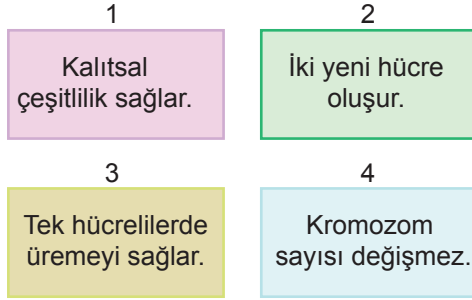 1
Kalıtsal
çeşitlilik sağlar.
2
İki yeni hücre
oluşur.
3
Tek hücrelilerde
üremeyi sağlar.
4
Kromozom
sayısı değişmez.